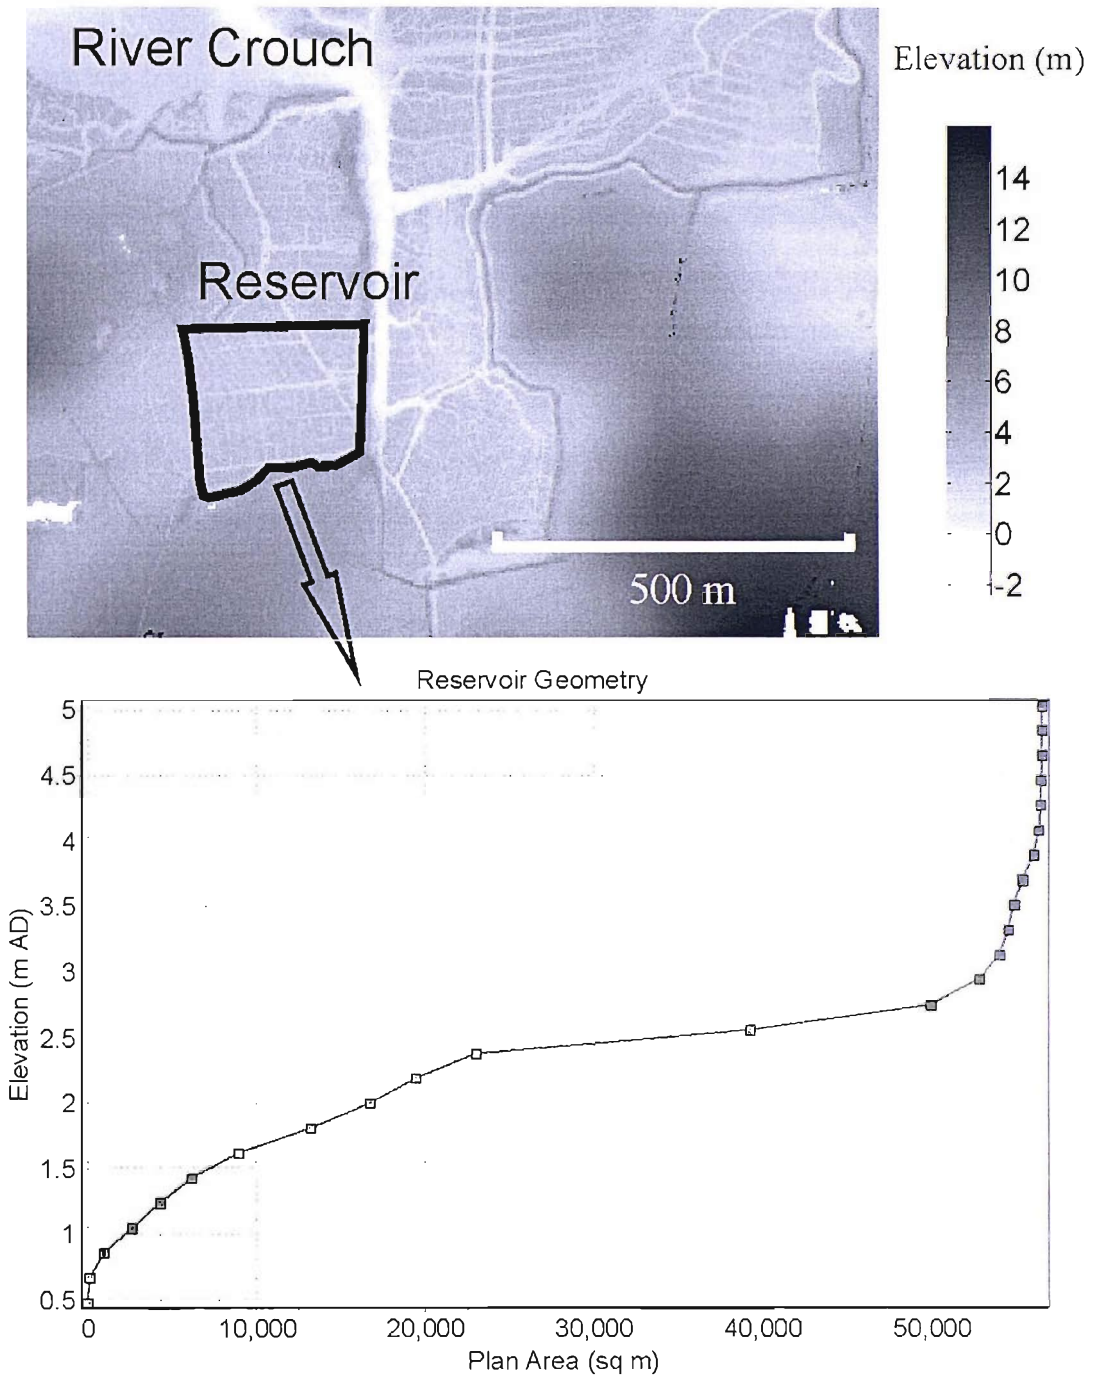 River Crouch
Elevation (m)
14
12
10
8
6
4
2
0
-2
Reservoir
500 m
Reservoir Geometry
5
4.5
4
3.5
3
2.5
2
1.5
1
0.5
Elevation (m AD)
0 10,000 20,000 30,000 40,000 50,000
Plan Area (sq m)